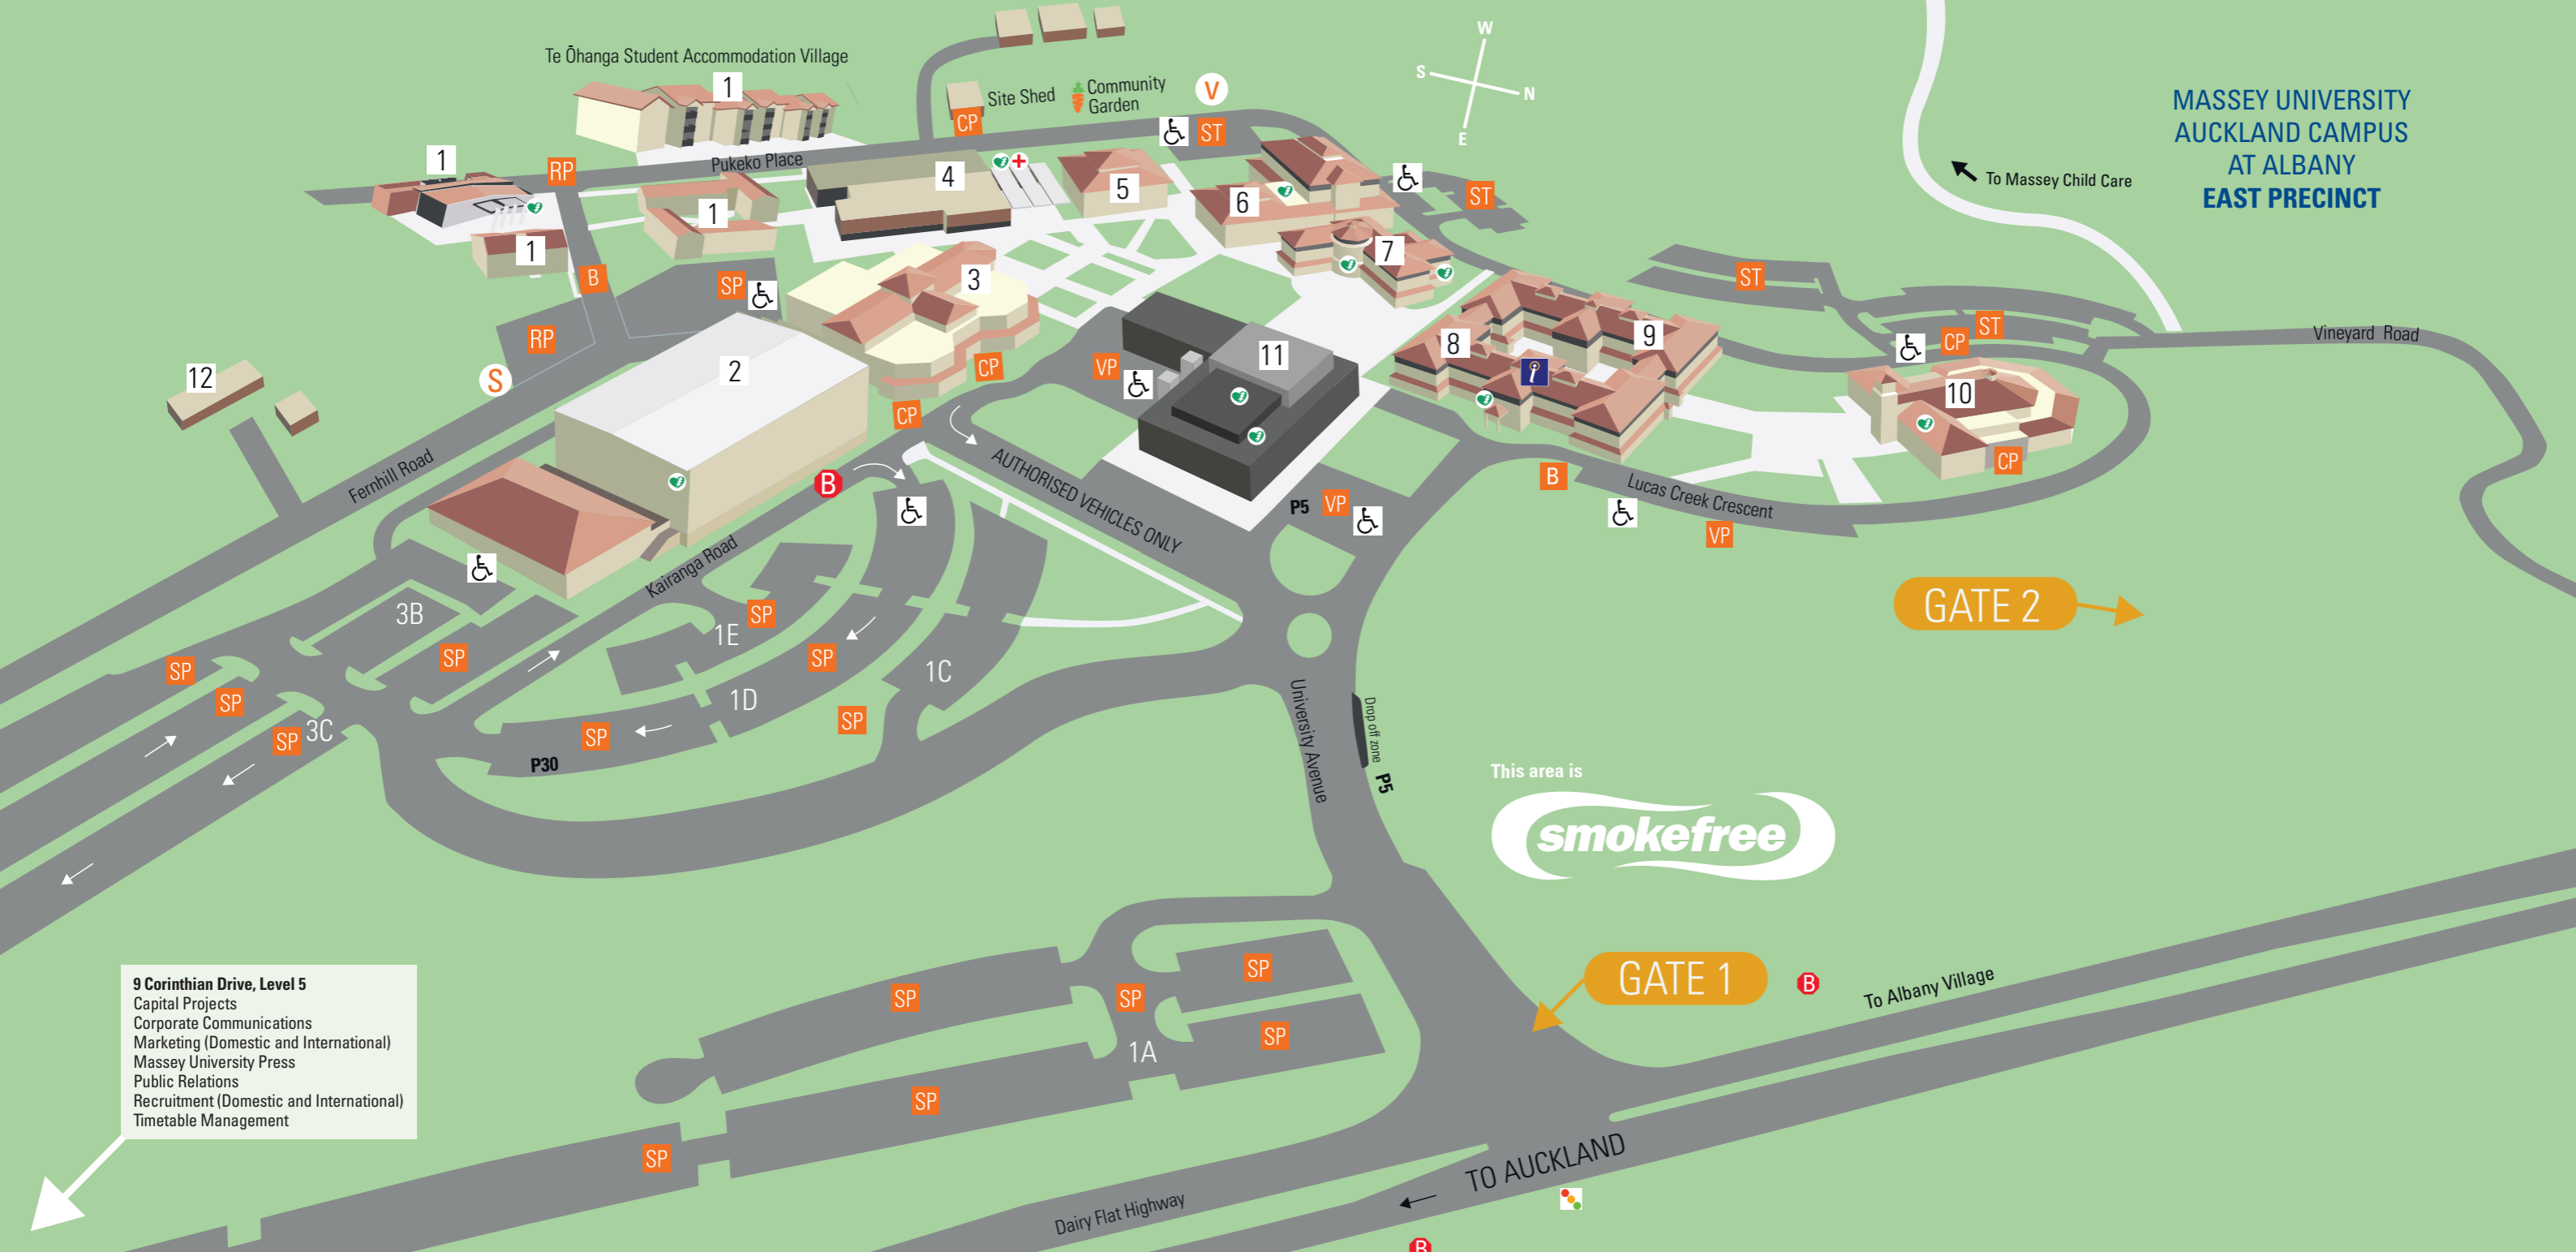 MASSEY UNIVERSITY
AUCKLAND CAMPUS
AT ALBANY
EAST PRECINCT
W
S
N
E
Te Ōhanga Student Accommodation Village
1
Site Shed
Community
Garden
V
CP
ST
To Massey Child Care
1
RP
Pukeko Place
4
5
6
ST
1
1
7
B
SP
3
ST
RP
8
9
ST
CP
Vineyard Road
12
S
2
CP
VP
11
i
10
CP
CP
Fernhill Road
B
AUTHORISED VEHICLES ONLY
B
Lucas Creek Crescent
P5
VP
VP
Kairanga Road
GATE 2
3B
SP
1E
SP
SP
SP
1C
SP
1D
SP
SP
3C
SP
SP
P30
University Avenue
Drop off zone
P5
This area is
smokefree
9 Corinthian Drive, Level 5
Capital Projects
Corporate Communications
Marketing (Domestic and International)
Massey University Press
Public Relations
Recruitment (Domestic and International)
Timetable Management
SP
SP
SP
GATE 1
B
To Albany Village
SP
1A
SP
SP
TO AUCKLAND
Dairy Flat Highway
B